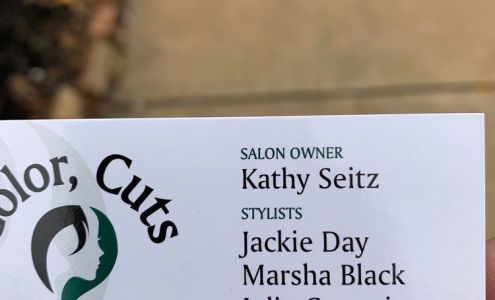 olor, Cuts
SALON OWNER
Kathy Seitz
STYLISTS
Jackie Day
Marsha Black